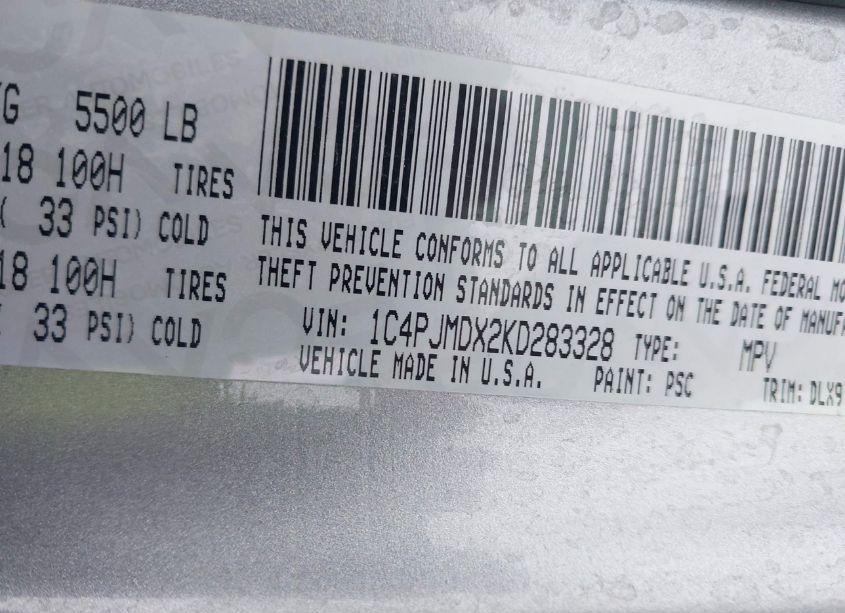 KG 5500 LB
18 100H TIRES
( 33 PSI) COLD
18 100H TIRES
( 33 PSI) COLD
THIS VEHICLE CONFORMS TO ALL APPLICABLE U.S.A. FEDERAL MO
THEFT PREVENTION STANDARDS IN EFFECT ON THE DATE OF MANUFA
VIN: 1C4PJMDX2KD283328 TYPE: MPV
VEHICLE MADE IN U.S.A. PAINT: PSC TRIM: DLX9